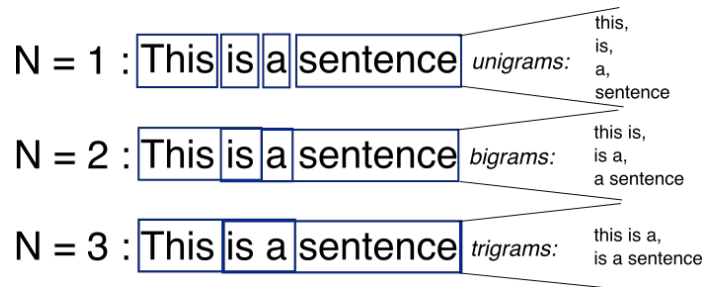 N = 1 : This is a sentence unigrams: this,
is,
a,
sentence
N = 2 : This is a sentence bigrams: this is,
is a,
a sentence
N = 3 : This is a sentence trigrams: this is a,
is a sentence